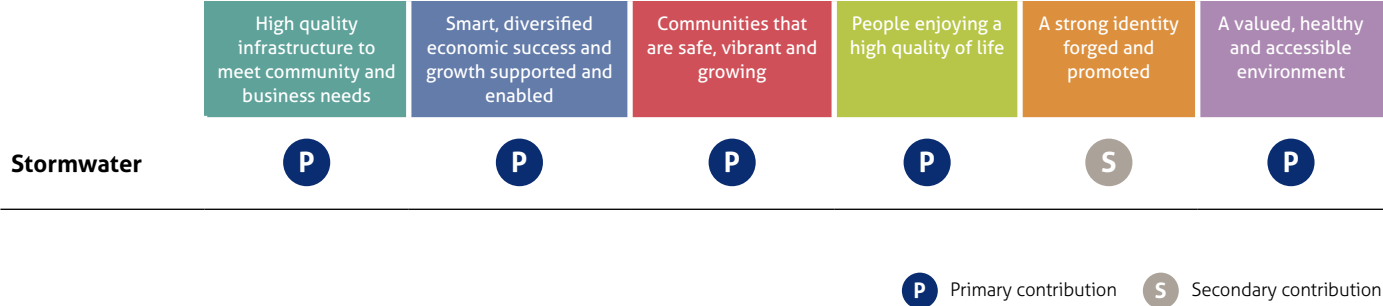 High quality
infrastructure to
meet community and
business needs
Smart, diversified
economic success and
growth supported and
enabled
Communities that
are safe, vibrant and
growing
People enjoying a
high quality of life
A strong identity
forged and
promoted
A valued, healthy
and accessible
environment
Stormwater P P P P S P
P Primary contribution S Secondary contribution